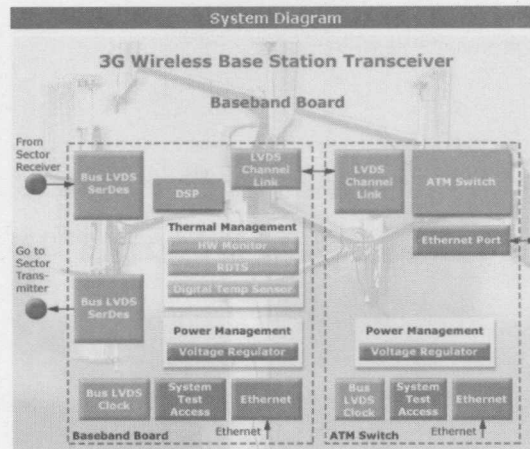 System Diagram
3G Wireless Base Station Transceiver
Baseband Board
From
Sector
Receiver
Bus LVDS
SerDes
DSP
LVDS
Channel
Link
LVDS
Channel
Link
ATM Switch
Thermal Management
HW Monitor
RDTS
Digital Temp Sensor
Ethernet Port
Go to
Sector
Trans-
mitter
Bus LVDS
SerDes
Power Management
Voltage Regulator
Power Management
Voltage Regulator
Bus LVDS
Clock
System
Test
Access
Ethernet
Bus LVDS
Clock
System
Test
Access
Ethernet
Baseband Board
Ethernet
ATM Switch
Ethernet